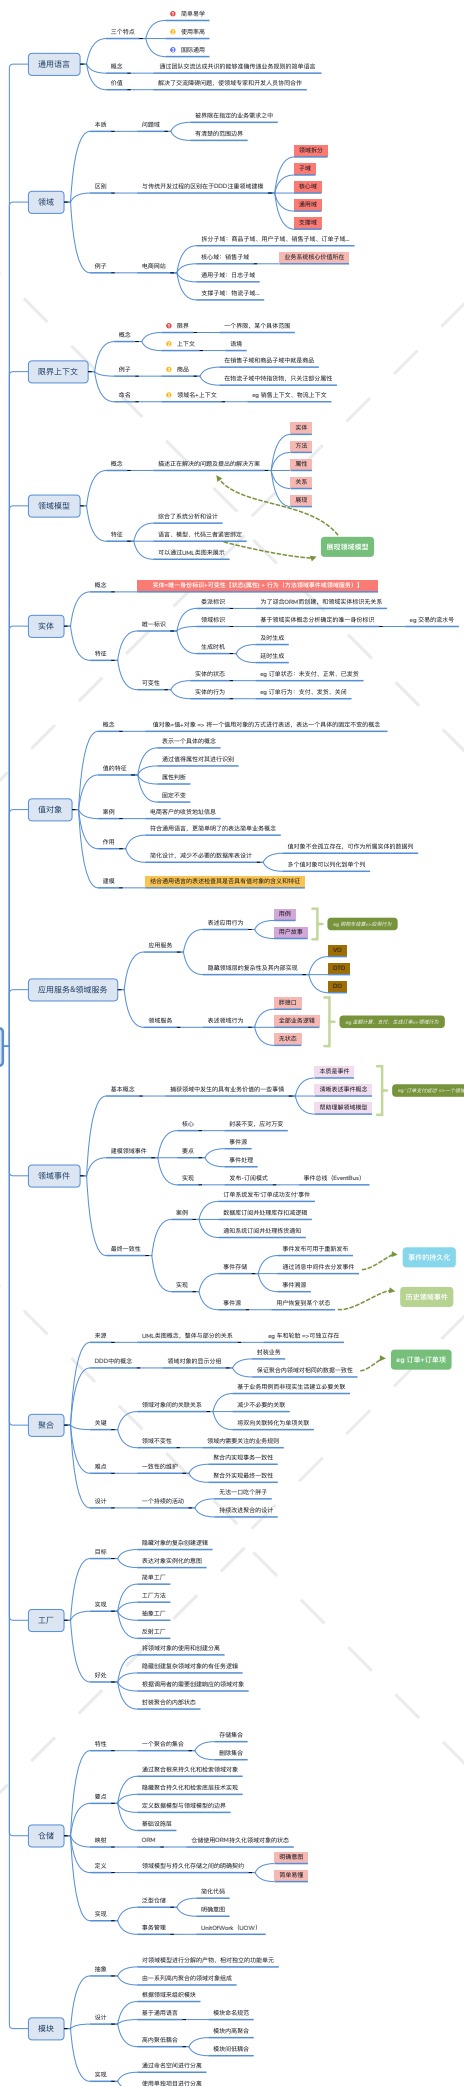 通用语言
三个特点
1 简单易学
2 使用率高
3 国际通用
概念
通过团队交流达成共识的能够准确传递业务规则的简单语言
价值
解决了交流障碍问题，使领域专家和开发人员协同合作
领域
本质
问题域
被界限在指定的业务需求之中
有清楚的范围边界
区别
与传统开发过程的区别在于DDD注重领域建模
领域拆分
子域
核心域
通用域
支撑域
例子
电商网站
拆分子域：商品子域、用户子域、销售子域、订单子域...
核心域：销售子域
业务系统核心价值所在
通用子域：日志子域
支撑子域：物流子域...
限界上下文
概念
1 限界
一个界限，某个具体范围
2 上下文
语境
例子
商品
在销售子域和商品子域中就是商品
在物流子域中特指货物，只关注部分属性
命名
领域名+上下文
eg 销售上下文、物流上下文
领域模型
概念
描述正在解决的问题及提出的解决方案
实体
方法
属性
关系
展现
特征
综合了系统分析和设计
语言、模型、代码三者紧密绑定
可以通过UML类图来展示
展现领域模型
实体
概念
实体=唯一身份标识+可变性【状态(属性) + 行为（方法领域事件或领域服务）】
特征
唯一标识
委派标识
为了迎合ORM而创建，和领域实体标识无关系
领域标识
基于领域实体概念分析确定的唯一身份标识
eg 交易的流水号
生成时机
及时生成
延时生成
可变性
实体的状态
eg 订单状态：未支付、正常、已发货
实体的行为
eg 订单行为：支付、发货、关闭
值对象
概念
值对象=值+对象 => 将一个值用对象的方式进行表述，表达一个具体的固定不变的概念
值的特征
表示一个具体的概念
通过值得属性对其进行识别
属性判断
固定不变
案例
电商客户的收货地址信息
作用
符合通用语言，更简单明了的表达简单业务概念
简化设计，减少不必要的数据库表设计
值对象不会孤立存在，可作为所属实体的数据列
多个值对象可以列化到单个列
建模
结合通用语言的表述检查其是否具有值对象的含义和特征
应用服务&领域服务
应用服务
表述应用行为
用例
用户故事
eg 购物车结算=>应用行为
隐藏领域层的复杂性及其内部实现
VO
DTO
DO
领域服务
表述领域行为
胖接口
全部业务逻辑
无状态
eg 金额计算、支付、生成订单=>领域行为
领域事件
基本概念
捕获领域中发生的具有业务价值的一些事情
本质是事件
清晰表述事件概念
帮助理解领域模型
建模领域事件
核心
封装不变，应对万变
要点
事件源
事件处理
实现
发布-订阅模式
事件总线（EventBus）
最终一致性
案例
订单系统发布'订单成功支付'事件
数据库订阅并处理库存扣减逻辑
通知系统订阅并处理拣货通知
实现
事件存储
事件发布可用于重新发布
通过消息中间件去分发事件
事件溯源
事件源
用户恢复到某个状态
事件的持久化
历史领域事件
聚合
来源
UML类图概念，整体与部分的关系
eg 车和轮胎 =>可独立存在
DDD中的概念
领域对象的显示分组
封装业务
保证聚合内领域对相同的数据一致性
eg 订单+订单项
关键
领域对象间的关联关系
基于业务用例而非现实生活建立必要关联
减少不必要的关联
将双向关联转化为单项关联
领域不变性
领域内需要关注的业务规则
难点
一致性的维护
聚合内实现事务一致性
聚合外实现最终一致性
设计
一个持续的活动
无法一口吃个胖子
持续改进聚合的设计
工厂
目标
隐藏对象的复杂创建逻辑
表达对象实例化的意图
实现
简单工厂
工厂方法
抽象工厂
反射工厂
好处
将领域对象的使用和创建分离
隐藏创建复杂领域对象的有任务逻辑
根据调用者的需要创建响应的领域对象
封装聚合的内部状态
仓储
特性
一个聚合的集合
存储集合
删除集合
要点
通过聚合根来持久化和检索领域对象
隐藏聚合持久化和检索底层技术实现
定义数据模型与领域模型的边界
基础设施层
映射
ORM
仓储使用ORM持久化领域对象的状态
定义
领域模型与持久化存储之间的明确契约
明确意图
简单易懂
实现
泛型仓储
简化代码
明确意图
事务管理
UnitOfWork（UOW）
模块
抽象
对领域模型进行分解的产物，相对独立的功能单元
由一系列高内聚合的领域对象组成
设计
根据领域来组织模块
基于通用语言
模块命名规范
高内聚低耦合
模块内高聚合
模块间低耦合
实现
通过命名空间进行分离
使用单独项目进行分离